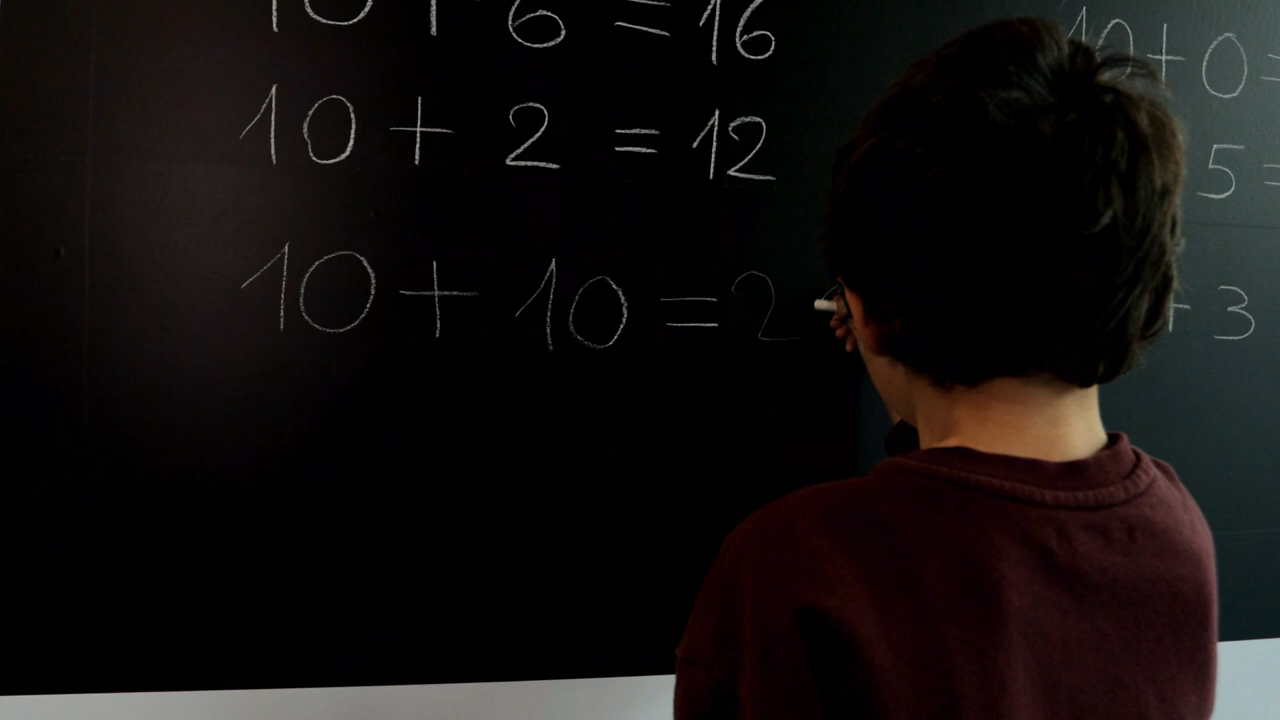 10 + 6 = 16
10 + 2 = 12
10 + 10 = 2
10 + 0 =
5 =
+ 3